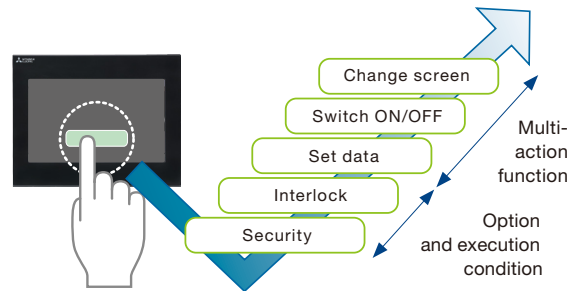 Change screen
Switch ON/OFF
Set data
Interlock
Security
Multi-
action
function
Option
and execution
condition